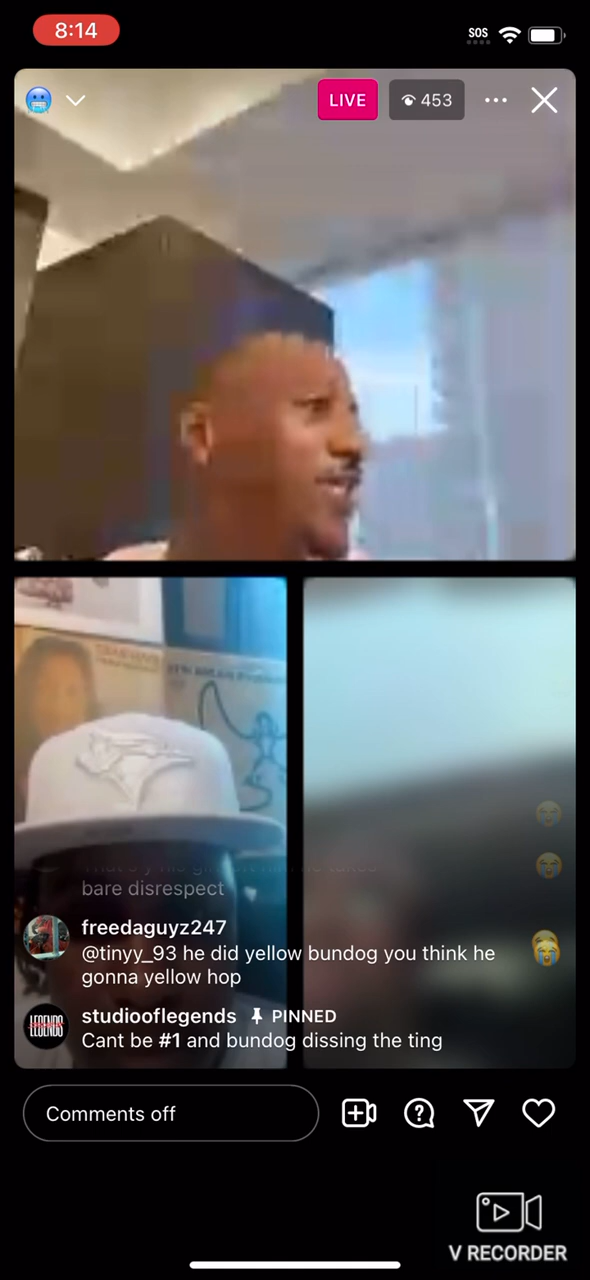 8:14
SOS
LIVE
453
bare disrespect
freedaguyz247
@tinyy_93 he did yellow bundog you think he
gonna yellow hop
LEGENDS
studiooflegends PINNED
Cant be #1 and bundog dissing the ting
Comments off
V RECORDER